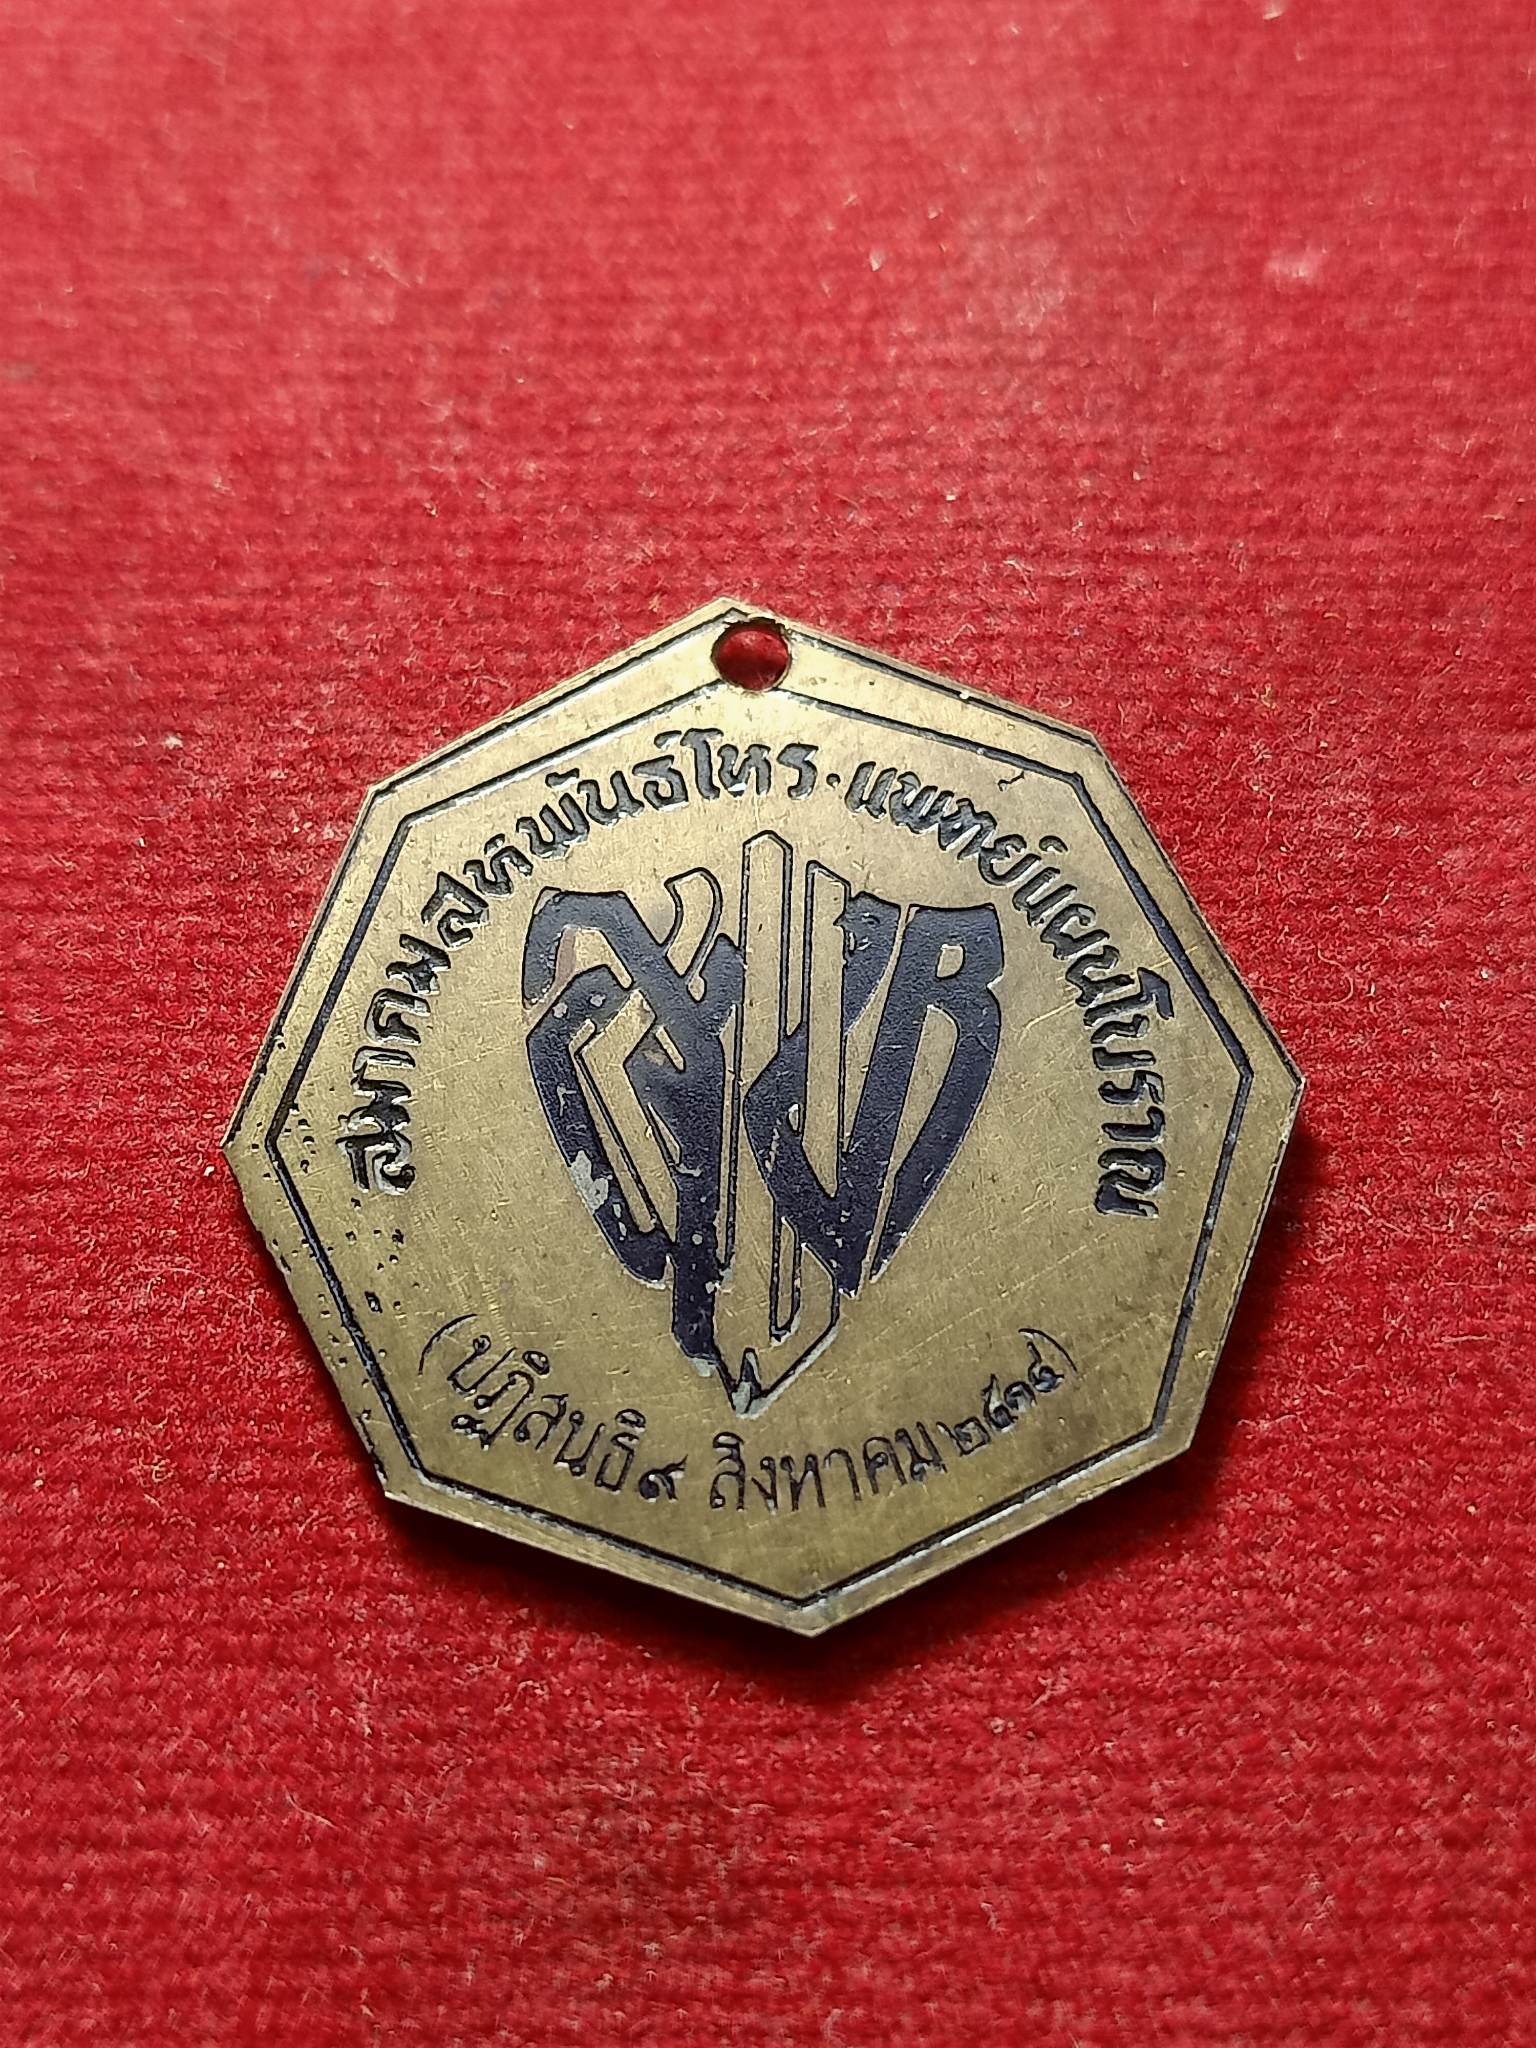 สมาคมสหพันธ์โหร.แพทย์แผนโบราณ
(ปฏิสนธิ ๙ สิงหาคม ๒๕๑๔)